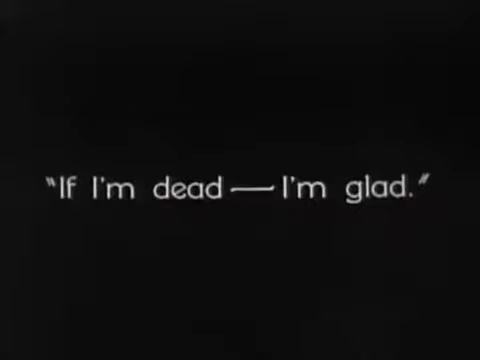 "If I'm dead — I'm glad."